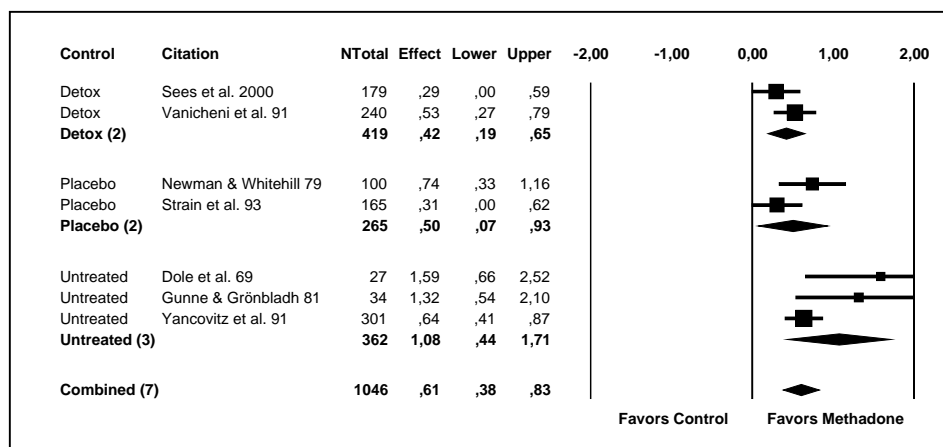 Control Citation NTotal Effect Lower Upper -2,00 -1,00 0,00 1,00 2,00
Detox Sees et al. 2000 179 ,29 ,00 ,59
Detox Vanicheni et al. 91 240 ,53 ,27 ,79
Detox (2) 419 ,42 ,19 ,65
Placebo Newman & Whitehill 79 100 ,74 ,33 1,16
Placebo Strain et al. 93 165 ,31 ,00 ,62
Placebo (2) 265 ,50 ,07 ,93
Untreated Dole et al. 69 27 1,59 ,66 2,52
Untreated Gunne & Grönbladh 81 34 1,32 ,54 2,10
Untreated Yancovitz et al. 91 301 ,64 ,41 ,87
Untreated (3) 362 1,08 ,44 1,71
Combined (7) 1046 ,61 ,38 ,83
Favors Control Favors Methadone